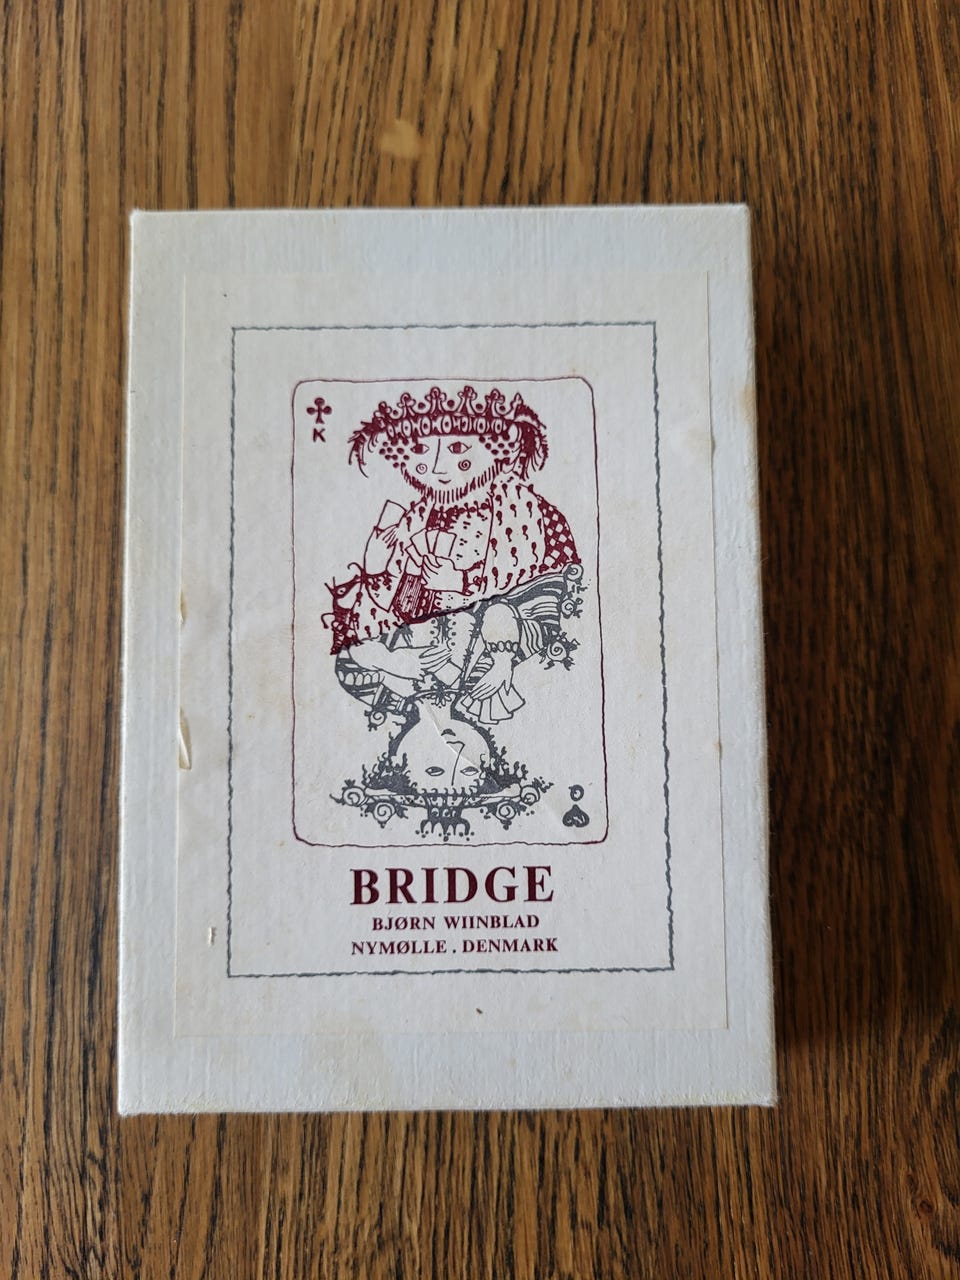 K
BRIDGE
BJØRN WIINBLAD
NYMØLLE . DENMARK